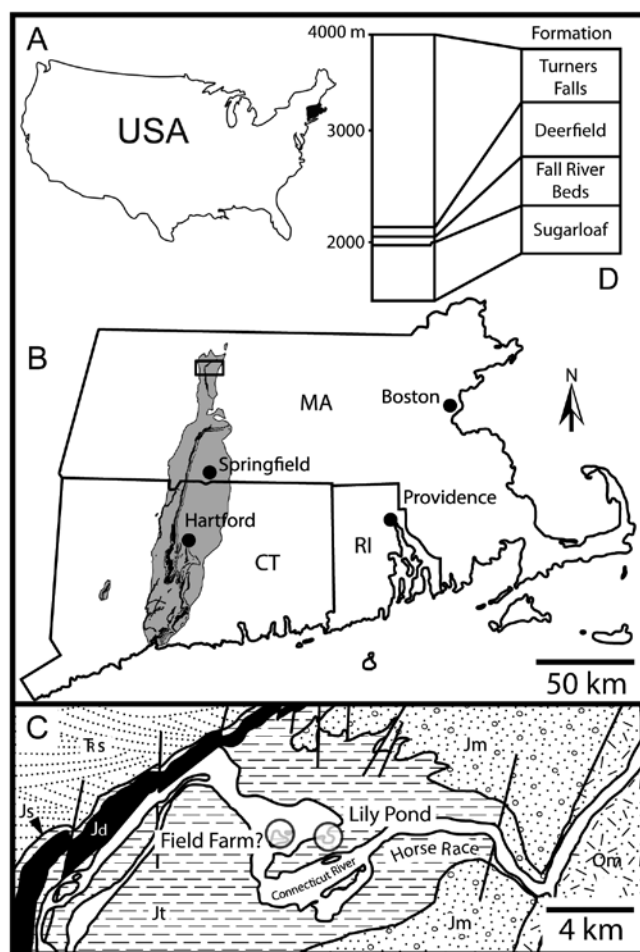 A
USA
4000 m
3000
2000
Formation
Turners
Falls
Deerfield
Fall River
Beds
Sugarloaf
D
B
MA
Boston
N
Springfield
Hartford
Providence
CT
RI
50 km
C
Jm
Js
Jd
Field Farm?
Lily Pond
Horse Race
Connecticut River
Jt
Jm
4 km